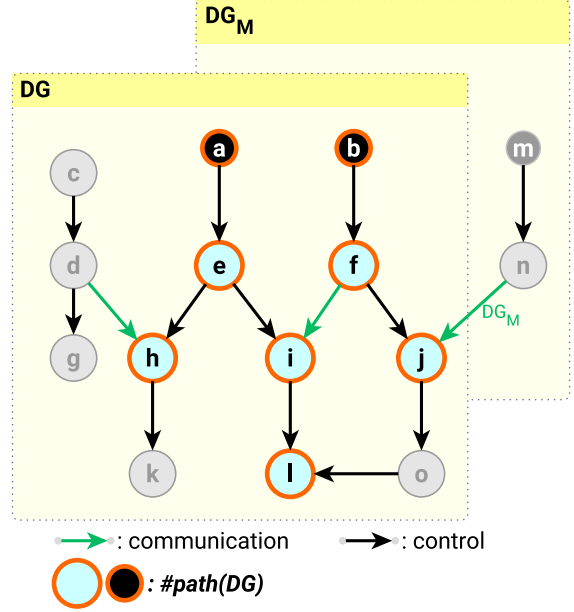 DG_M
DG
a
b
m
c
d
e
f
n
DG_M
g
h
i
j
k
l
o
: communication
: control
: #path(DG)